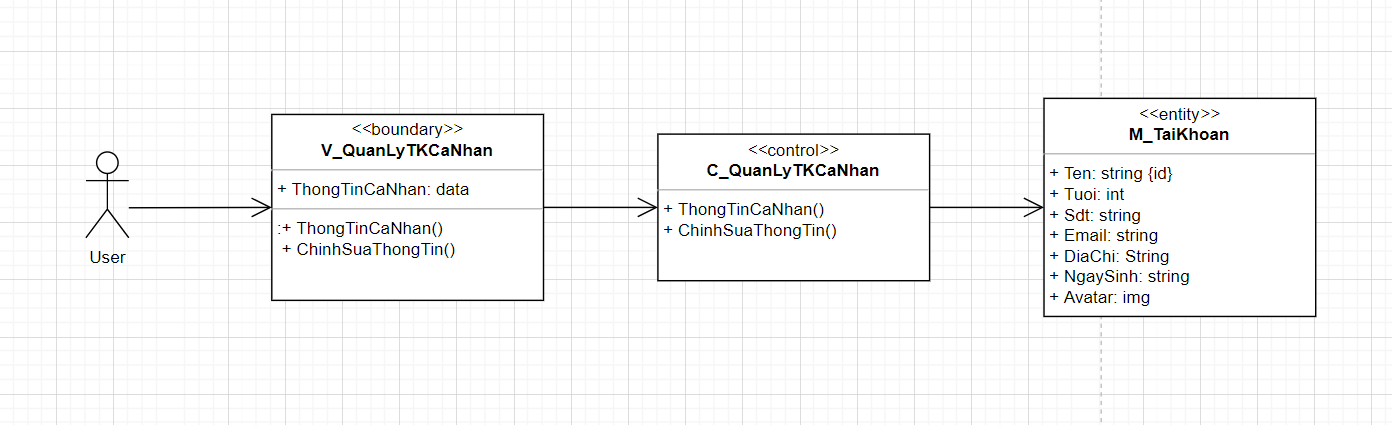 User
<<boundary>>
V_QuanLyTKCaNhan
+ ThongTinCaNhan: data
:+ ThongTinCaNhan()
+ ChinhSuaThongTin()
<<control>>
C_QuanLyTKCaNhan
+ ThongTinCaNhan()
+ ChinhSuaThongTin()
<<entity>>
M_TaiKhoan
+ Ten: string {id}
+ Tuoi: int
+ Sdt: string
+ Email: string
+ DiaChi: String
+ NgaySinh: string
+ Avatar: img